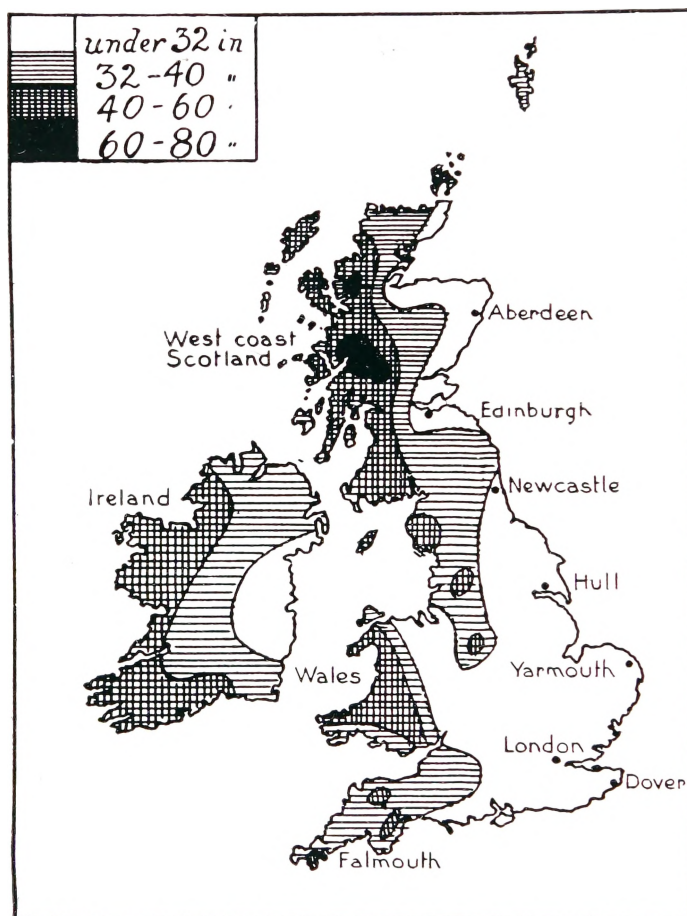 under 32 in
32-40 "
40-60 "
60-80 "
West coast
Scotland
Aberdeen
Edinburgh
Ireland
Newcastle
Hull
Wales
Yarmouth
London
Dover
Falmouth